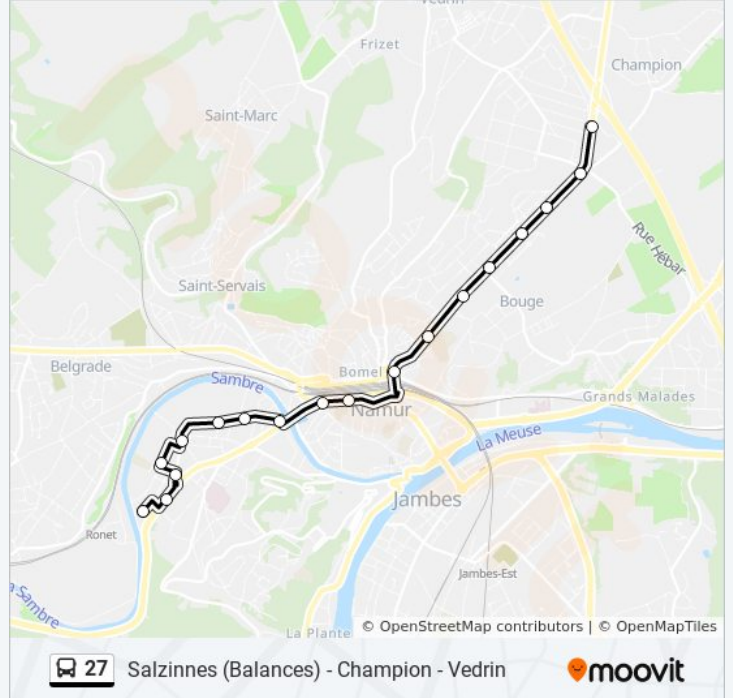 Vedrin
Frizet
Champion
Saint-Marc
Rue Hébar
Saint-Servais
Bouge
Belgrade
Bomel
Sambre
Grands Malades
Namur
La Meuse
Jambes
Ronet
Jambes-Est
a Sambre
La Plante
© OpenStreetMap contributors | © OpenMapTiles
27 Salzinnes (Balances) - Champion - Vedrin
moovit